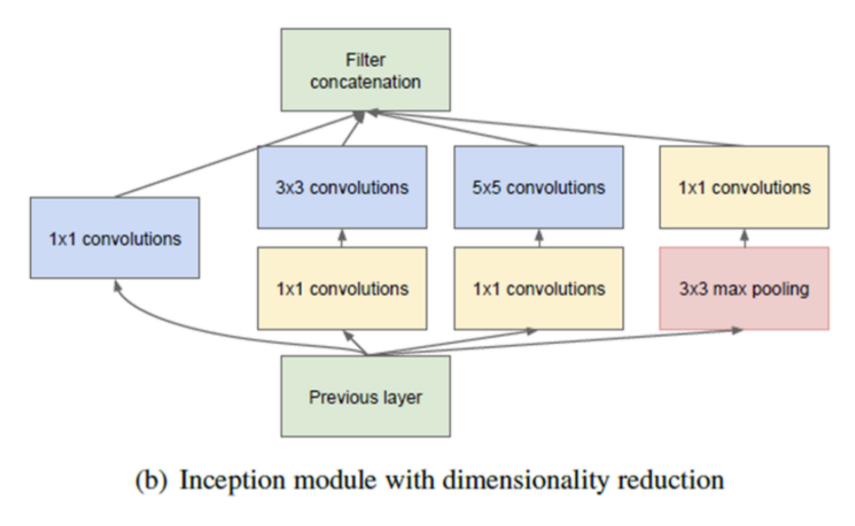 Filter
concatenation
3x3 convolutions
5x5 convolutions
1x1 convolutions
1x1 convolutions
1x1 convolutions
1x1 convolutions
3x3 max pooling
Previous layer
(b) Inception module with dimensionality reduction